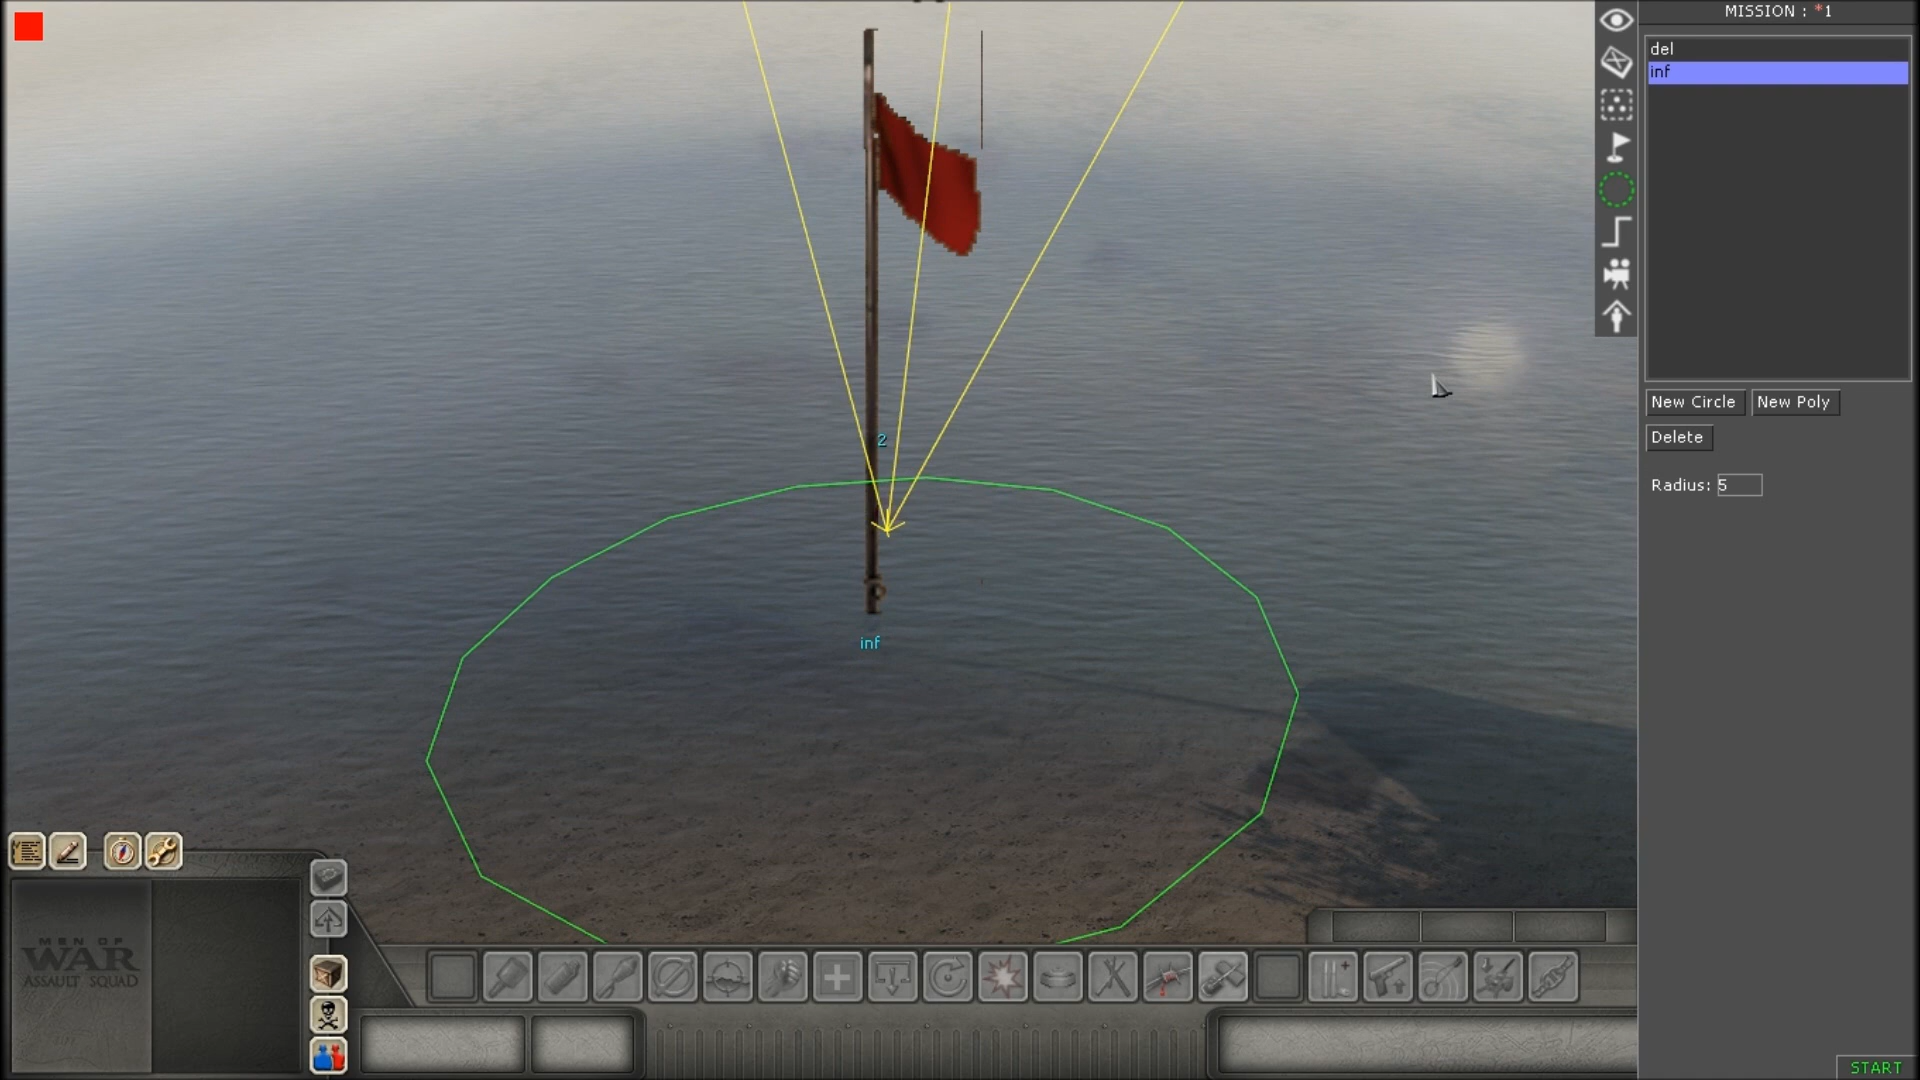 MISSION : *1
del
inf
New Circle New Poly
Delete
Radius: 5
2
inf
MEN OF
WAR
ASSAULT SQUAD
START